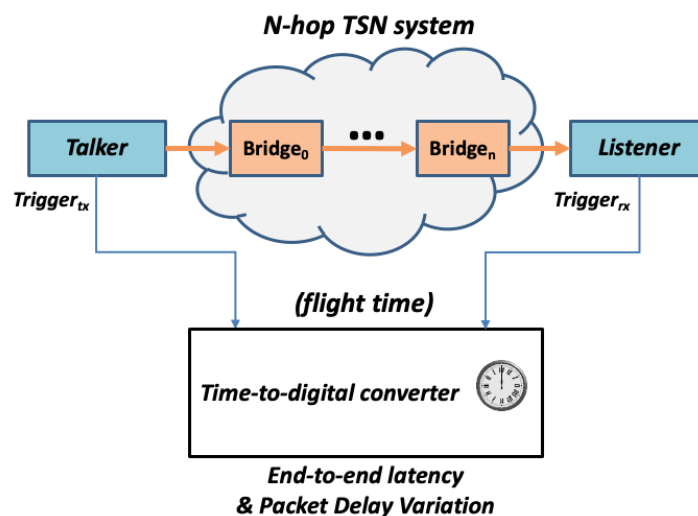 N-hop TSN system
Talker
Bridge0
...
Bridgen
Listener
Triggertx
Triggerrx
(flight time)
Time-to-digital converter
End-to-end latency
& Packet Delay Variation